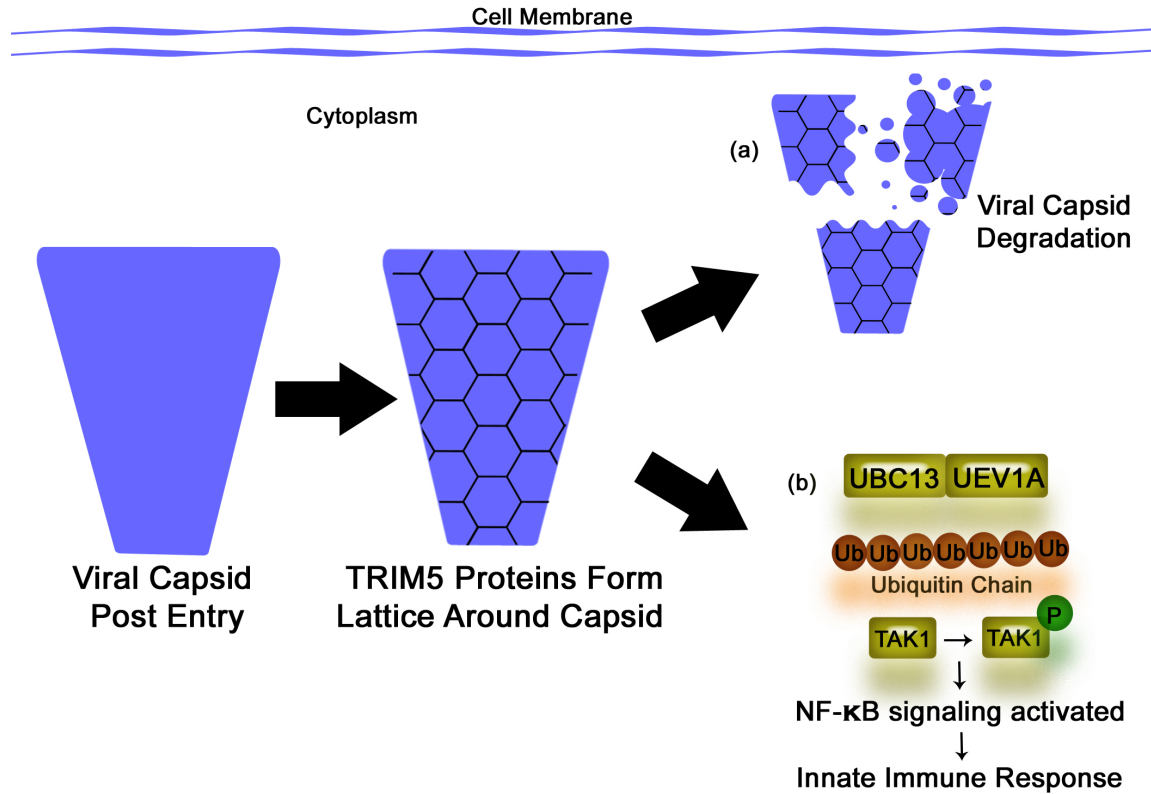 Cell Membrane
Cytoplasm
(a)
Viral Capsid
Degradation
Viral Capsid
Post Entry
TRIM5 Proteins Form
Lattice Around Capsid
(b)
UBC13 UEV1A
Ub Ub Ub Ub Ub Ub Ub
Ubiquitin Chain
P
TAK1 → TAK1
↓
NF-κB signaling activated
↓
Innate Immune Response